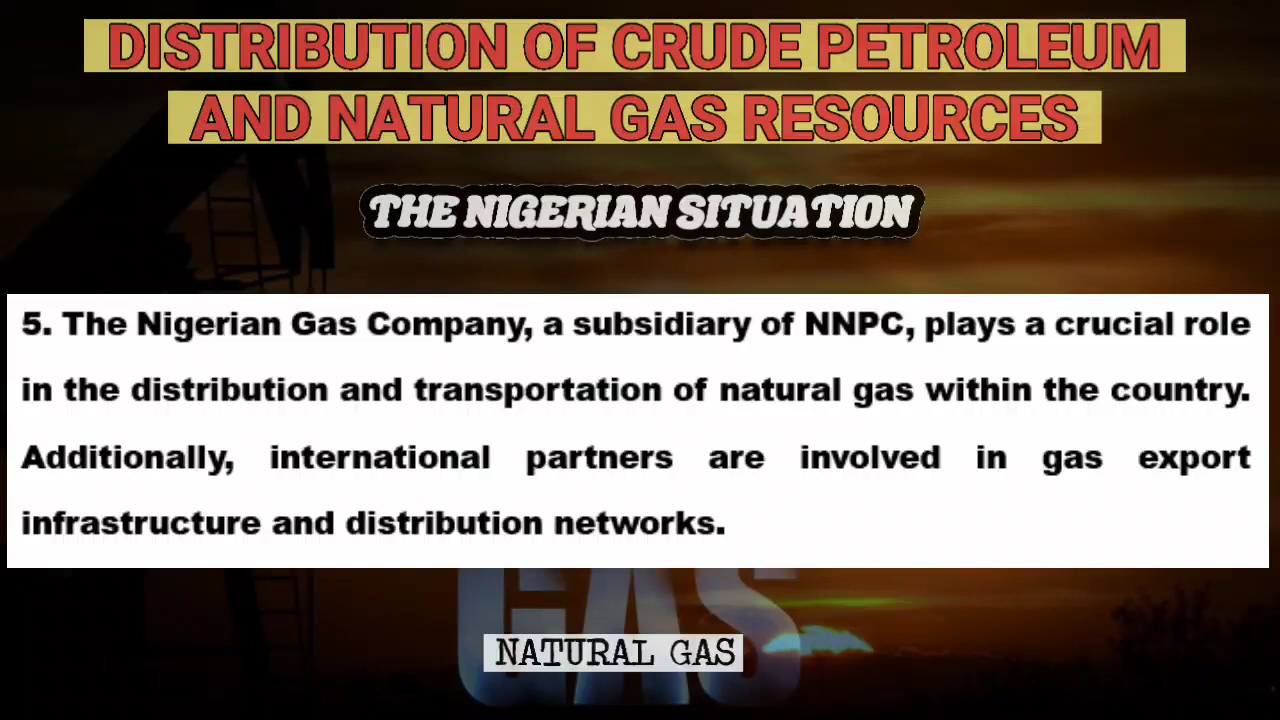 DISTRIBUTION OF CRUDE PETROLEUM
AND NATURAL GAS RESOURCES
THE NIGERIAN SITUATION
5. The Nigerian Gas Company, a subsidiary of NNPC, plays a crucial role
in the distribution and transportation of natural gas within the country.
Additionally, international partners are involved in gas export
infrastructure and distribution networks.
GAS
NATURAL GAS